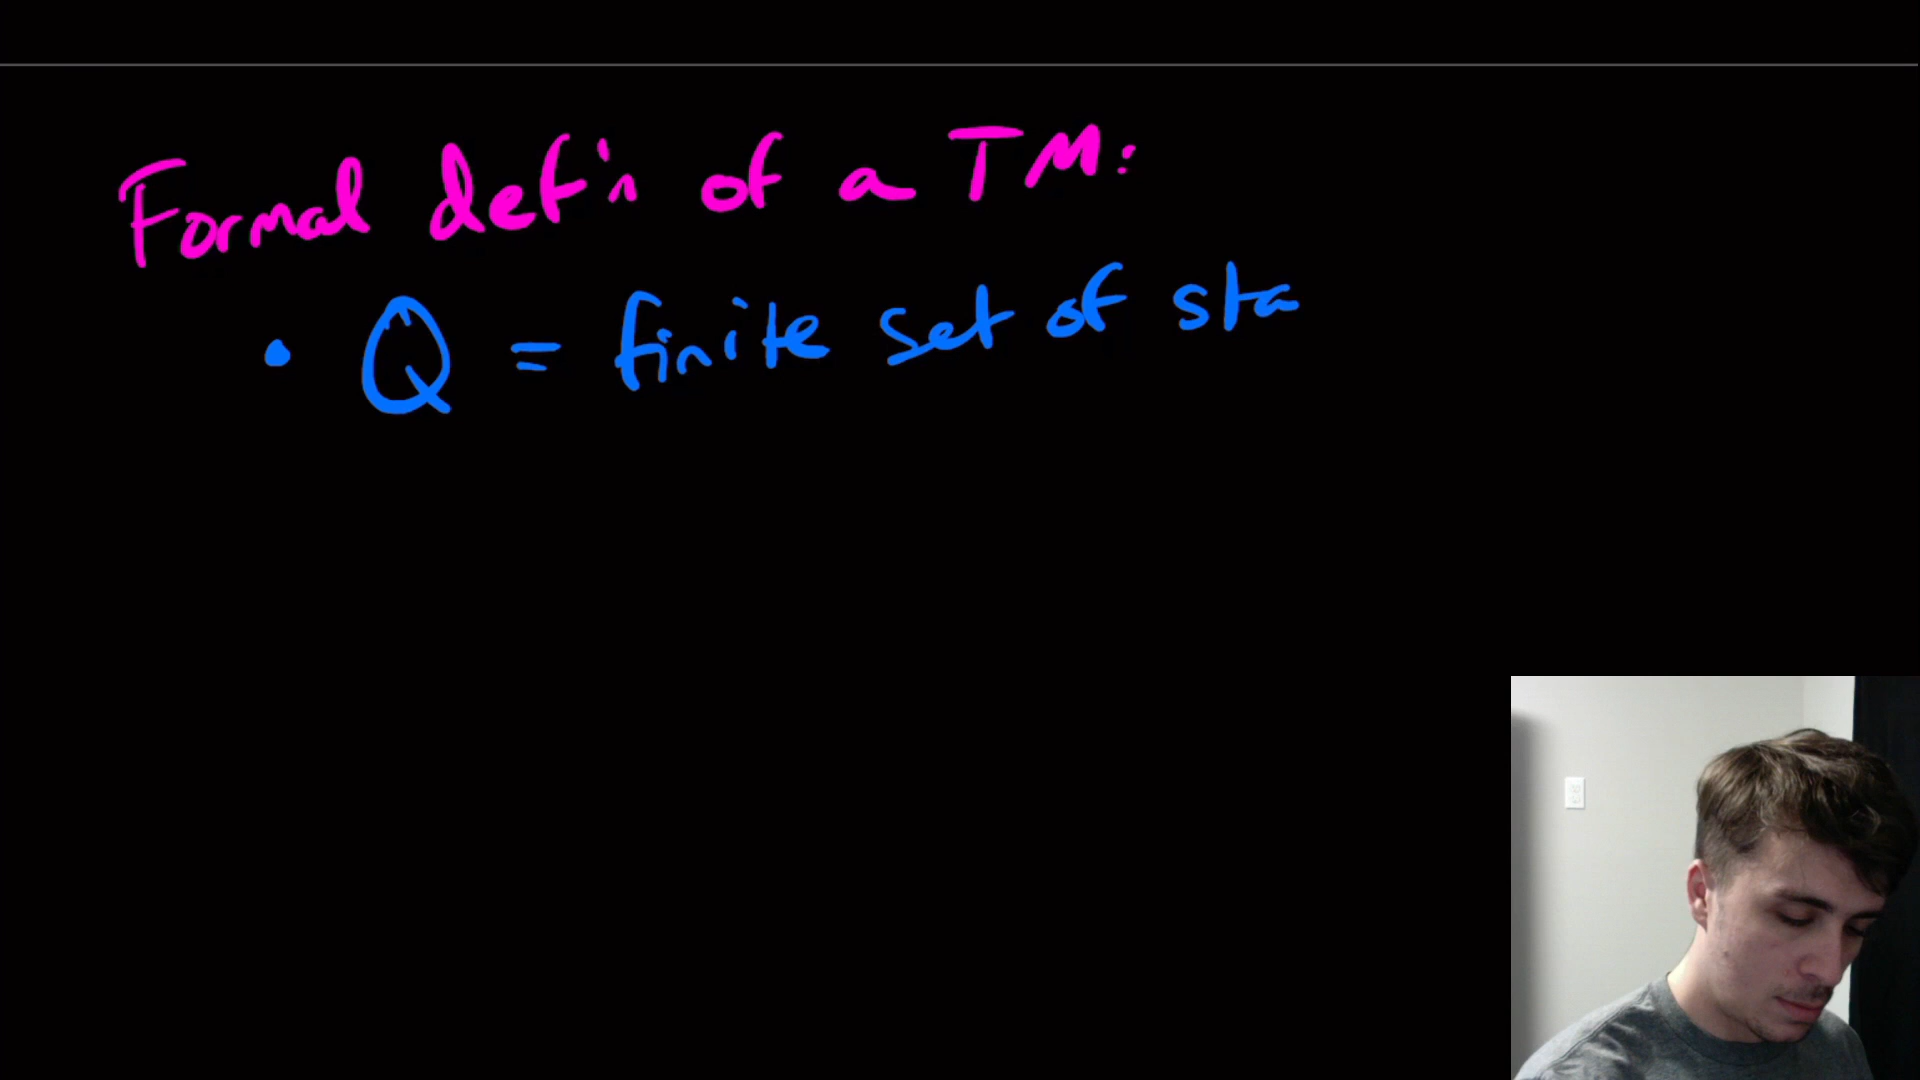 Formal def'n of a TM:
• Q = finite set of sta